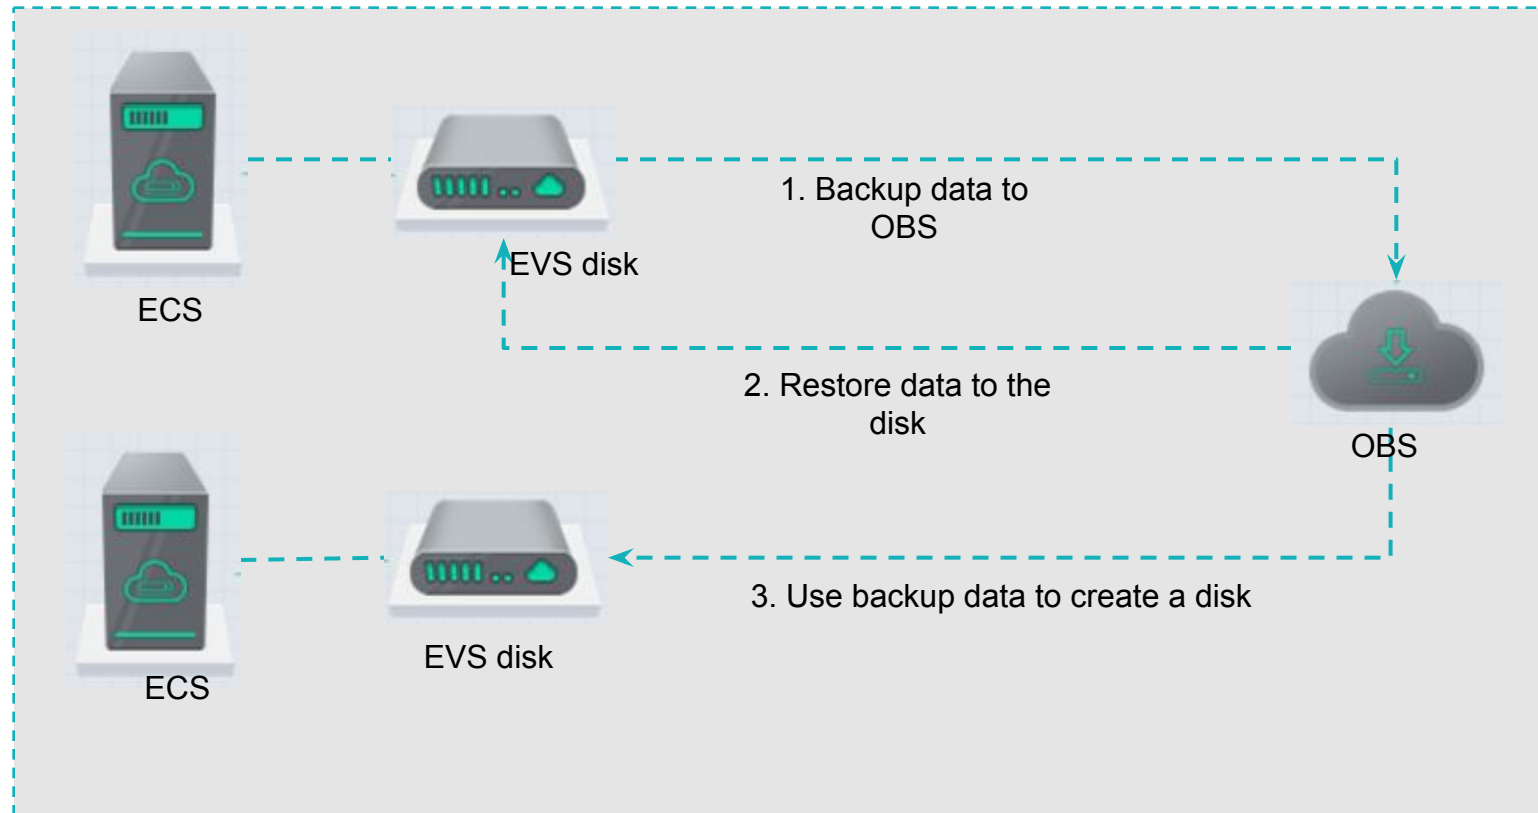 1. Backup data to
OBS
EVS disk
ECS
2. Restore data to the
disk
OBS
3. Use backup data to create a disk
EVS disk
ECS